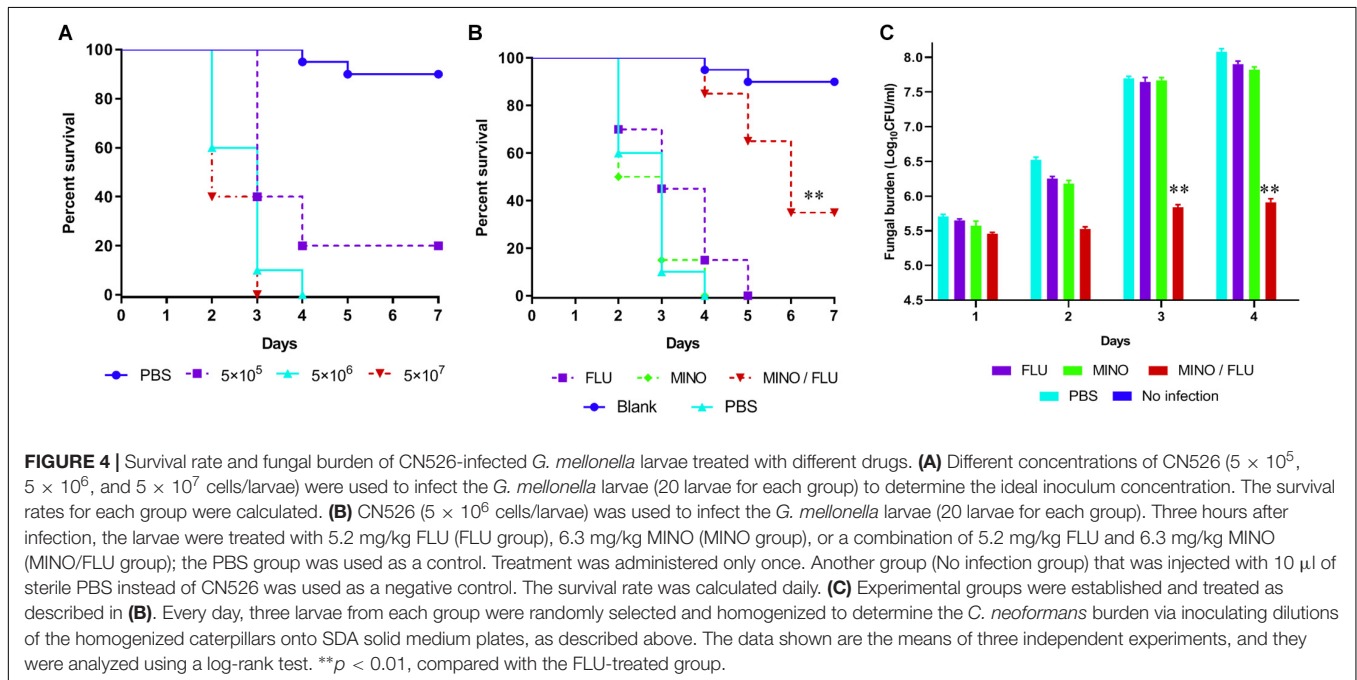 A
Percent survival
100
80
60
40
20
0
0 1 2 3 4 5 6 7
Days
PBS 5×10⁵ 5×10⁶ 5×10⁷
B
Percent survival
100
80
60
40
20
0
**
0 1 2 3 4 5 6 7
Days
FLU MINO MINO / FLU
Blank PBS
C
Fungal burden (Log₁₀CFU/ml)
8.0
7.5
7.0
6.5
6.0
5.5
5.0
4.5
** **
1 2 3 4
Days
FLU MINO MINO / FLU
PBS No infection
FIGURE 4 | Survival rate and fungal burden of CN526-infected G. mellonella larvae treated with different drugs. (A) Different concentrations of CN526 (5 × 10⁵,
5 × 10⁶, and 5 × 10⁷ cells/larvae) were used to infect the G. mellonella larvae (20 larvae for each group) to determine the ideal inoculum concentration. The survival
rates for each group were calculated. (B) CN526 (5 × 10⁶ cells/larvae) was used to infect the G. mellonella larvae (20 larvae for each group). Three hours after
infection, the larvae were treated with 5.2 mg/kg FLU (FLU group), 6.3 mg/kg MINO (MINO group), or a combination of 5.2 mg/kg FLU and 6.3 mg/kg MINO
(MINO/FLU group); the PBS group was used as a control. Treatment was administered only once. Another group (No infection group) that was injected with 10 μl of
sterile PBS instead of CN526 was used as a negative control. The survival rate was calculated daily. (C) Experimental groups were established and treated as
described in (B). Every day, three larvae from each group were randomly selected and homogenized to determine the C. neoformans burden via inoculating dilutions
of the homogenized caterpillars onto SDA solid medium plates, as described above. The data shown are the means of three independent experiments, and they
were analyzed using a log-rank test. **p < 0.01, compared with the FLU-treated group.